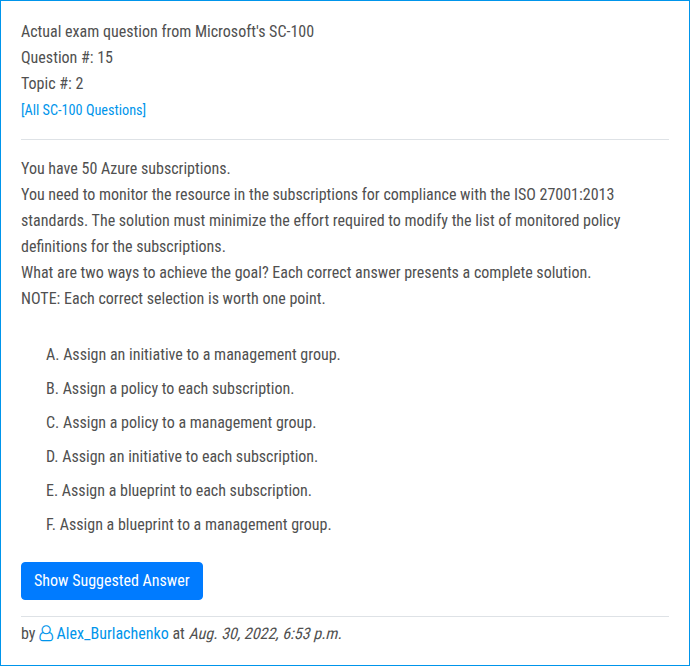 Actual exam question from Microsoft's SC-100
Question #: 15
Topic #: 2
[All SC-100 Questions]
You have 50 Azure subscriptions.
You need to monitor the resource in the subscriptions for compliance with the ISO 27001:2013
standards. The solution must minimize the effort required to modify the list of monitored policy
definitions for the subscriptions.
What are two ways to achieve the goal? Each correct answer presents a complete solution.
NOTE: Each correct selection is worth one point.
A. Assign an initiative to a management group.
B. Assign a policy to each subscription.
C. Assign a policy to a management group.
D. Assign an initiative to each subscription.
E. Assign a blueprint to each subscription.
F. Assign a blueprint to a management group.
Show Suggested Answer
by Alex_Burlachenko at Aug. 30, 2022, 6:53 p.m.